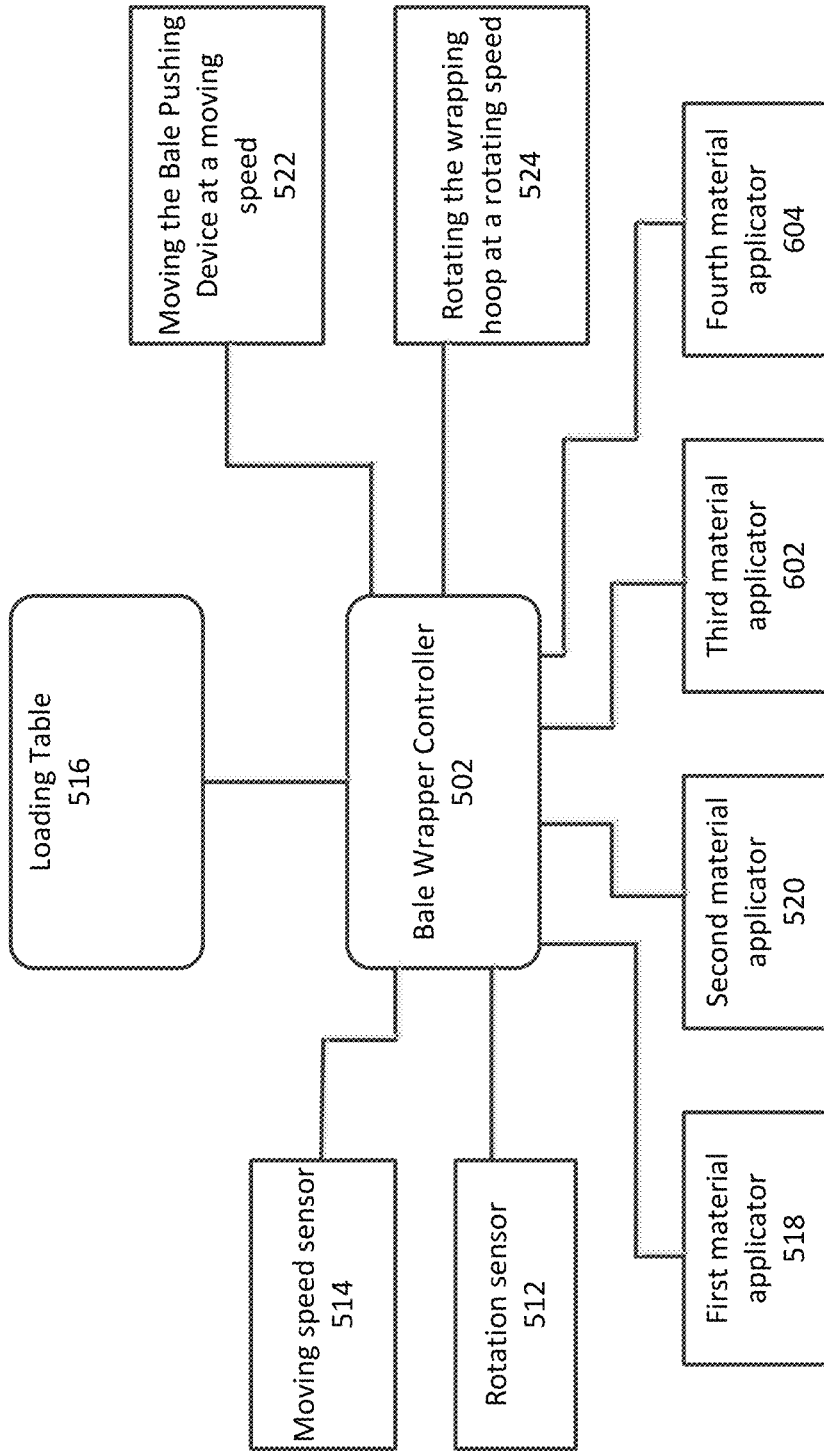 Loading Table
516
Moving the Bale Pushing
Device at a moving
speed
522
Moving speed sensor
514
Bale Wrapper Controller
502
Rotating the wrapping
hoop at a rotating speed
524
Rotation sensor
512
First material
applicator
518
Second material
applicator
520
Third material
applicator
602
Fourth material
applicator
604